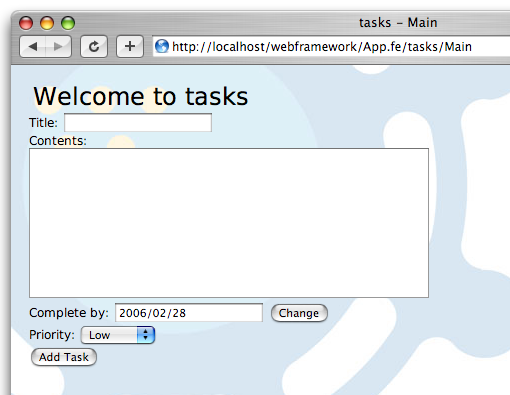 tasks – Main
http://localhost/webframework/App.fe/tasks/Main
Welcome to tasks
Title:
Contents:
Complete by: 2006/02/28 Change
Priority: Low
Add Task